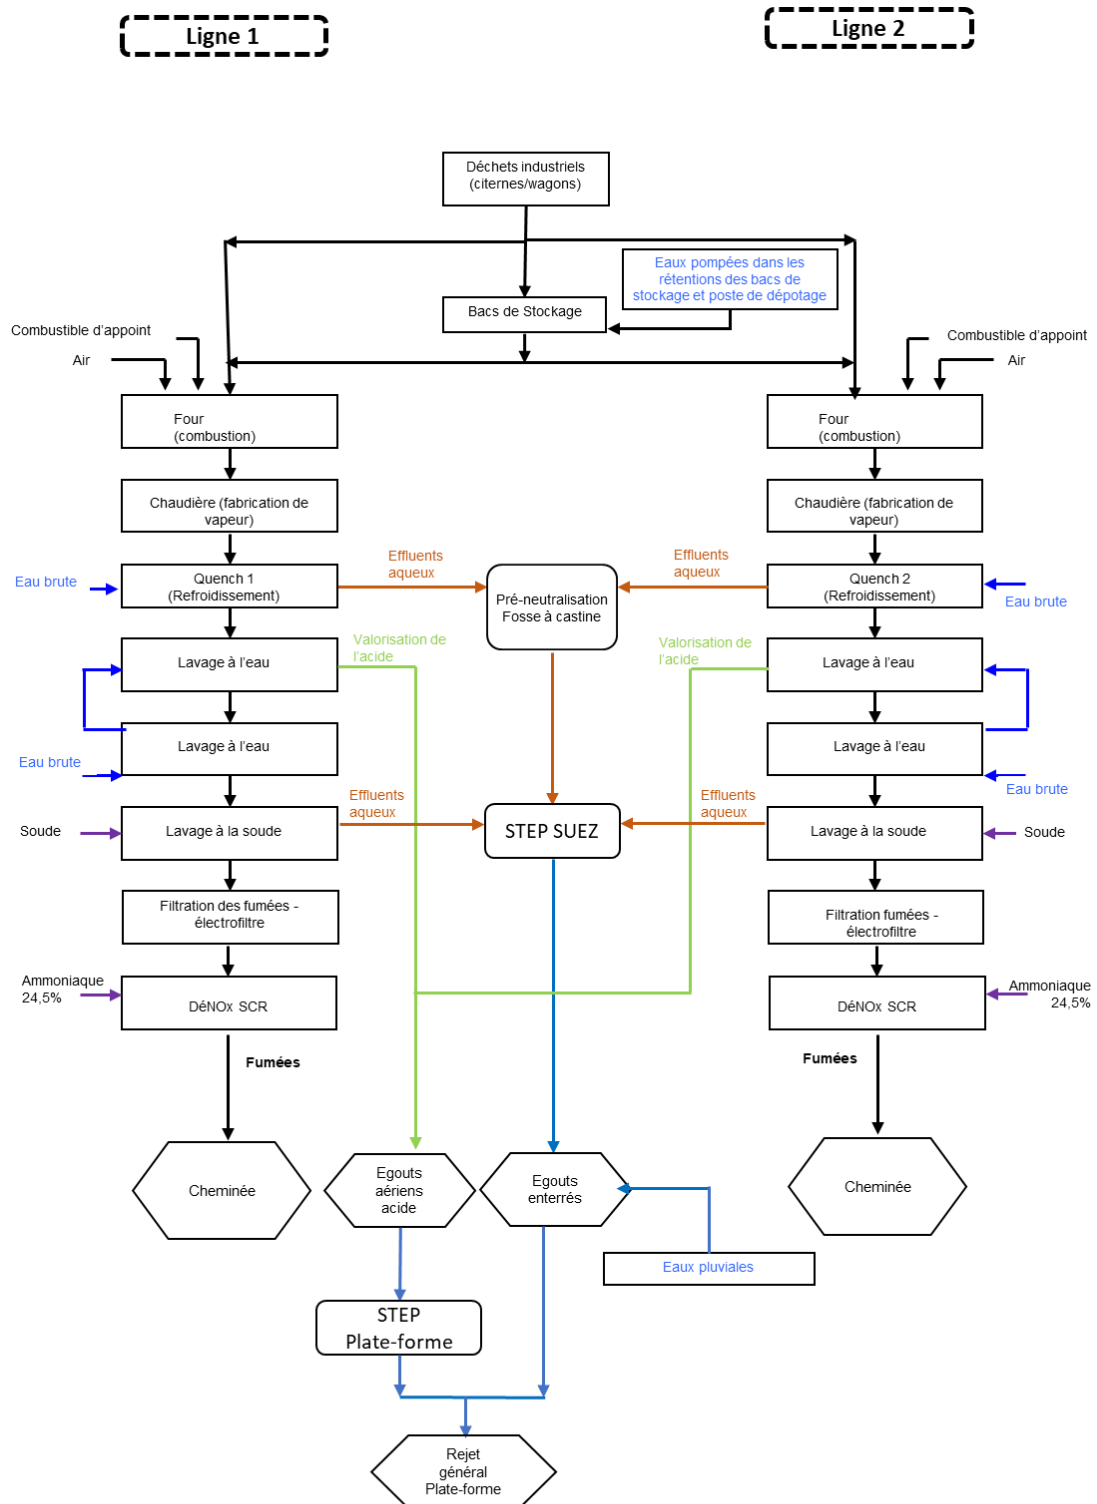 Ligne 1
Ligne 2
Déchets industriels
(citernes/wagons)
Eaux pompées dans les
rétentions des bacs de
stockage et poste de dépotage
Bacs de Stockage
Combustible d'appoint
Air
Combustible d'appoint
Air
Four
(combustion)
Four
(combustion)
Chaudière (fabrication de
vapeur)
Chaudière (fabrication de
vapeur)
Effluents
aqueux
Effluents
aqueux
Eau brute
Quench 1
(Refroidissement)
Pré-neutralisation
Fosse à castine
Quench 2
(Refroidissement)
Eau brute
Valorisation de
l'acide
Valorisation de
l'acide
Lavage à l'eau
Lavage à l'eau
Lavage à l'eau
Lavage à l'eau
Eau brute
Eau brute
Effluents
aqueux
Effluents
aqueux
Soude
Lavage à la soude
STEP SUEZ
Lavage à la soude
Soude
Filtration des fumées -
électrofiltre
Filtration fumées -
électrofiltre
Ammoniaque
24,5%
DéNOx SCR
DéNOx SCR
Ammoniaque
24,5%
Fumées
Fumées
Cheminée
Egouts
aériens
acide
Egouts
enterrés
Cheminée
Eaux pluviales
STEP
Plate-forme
Rejet
général
Plate-forme